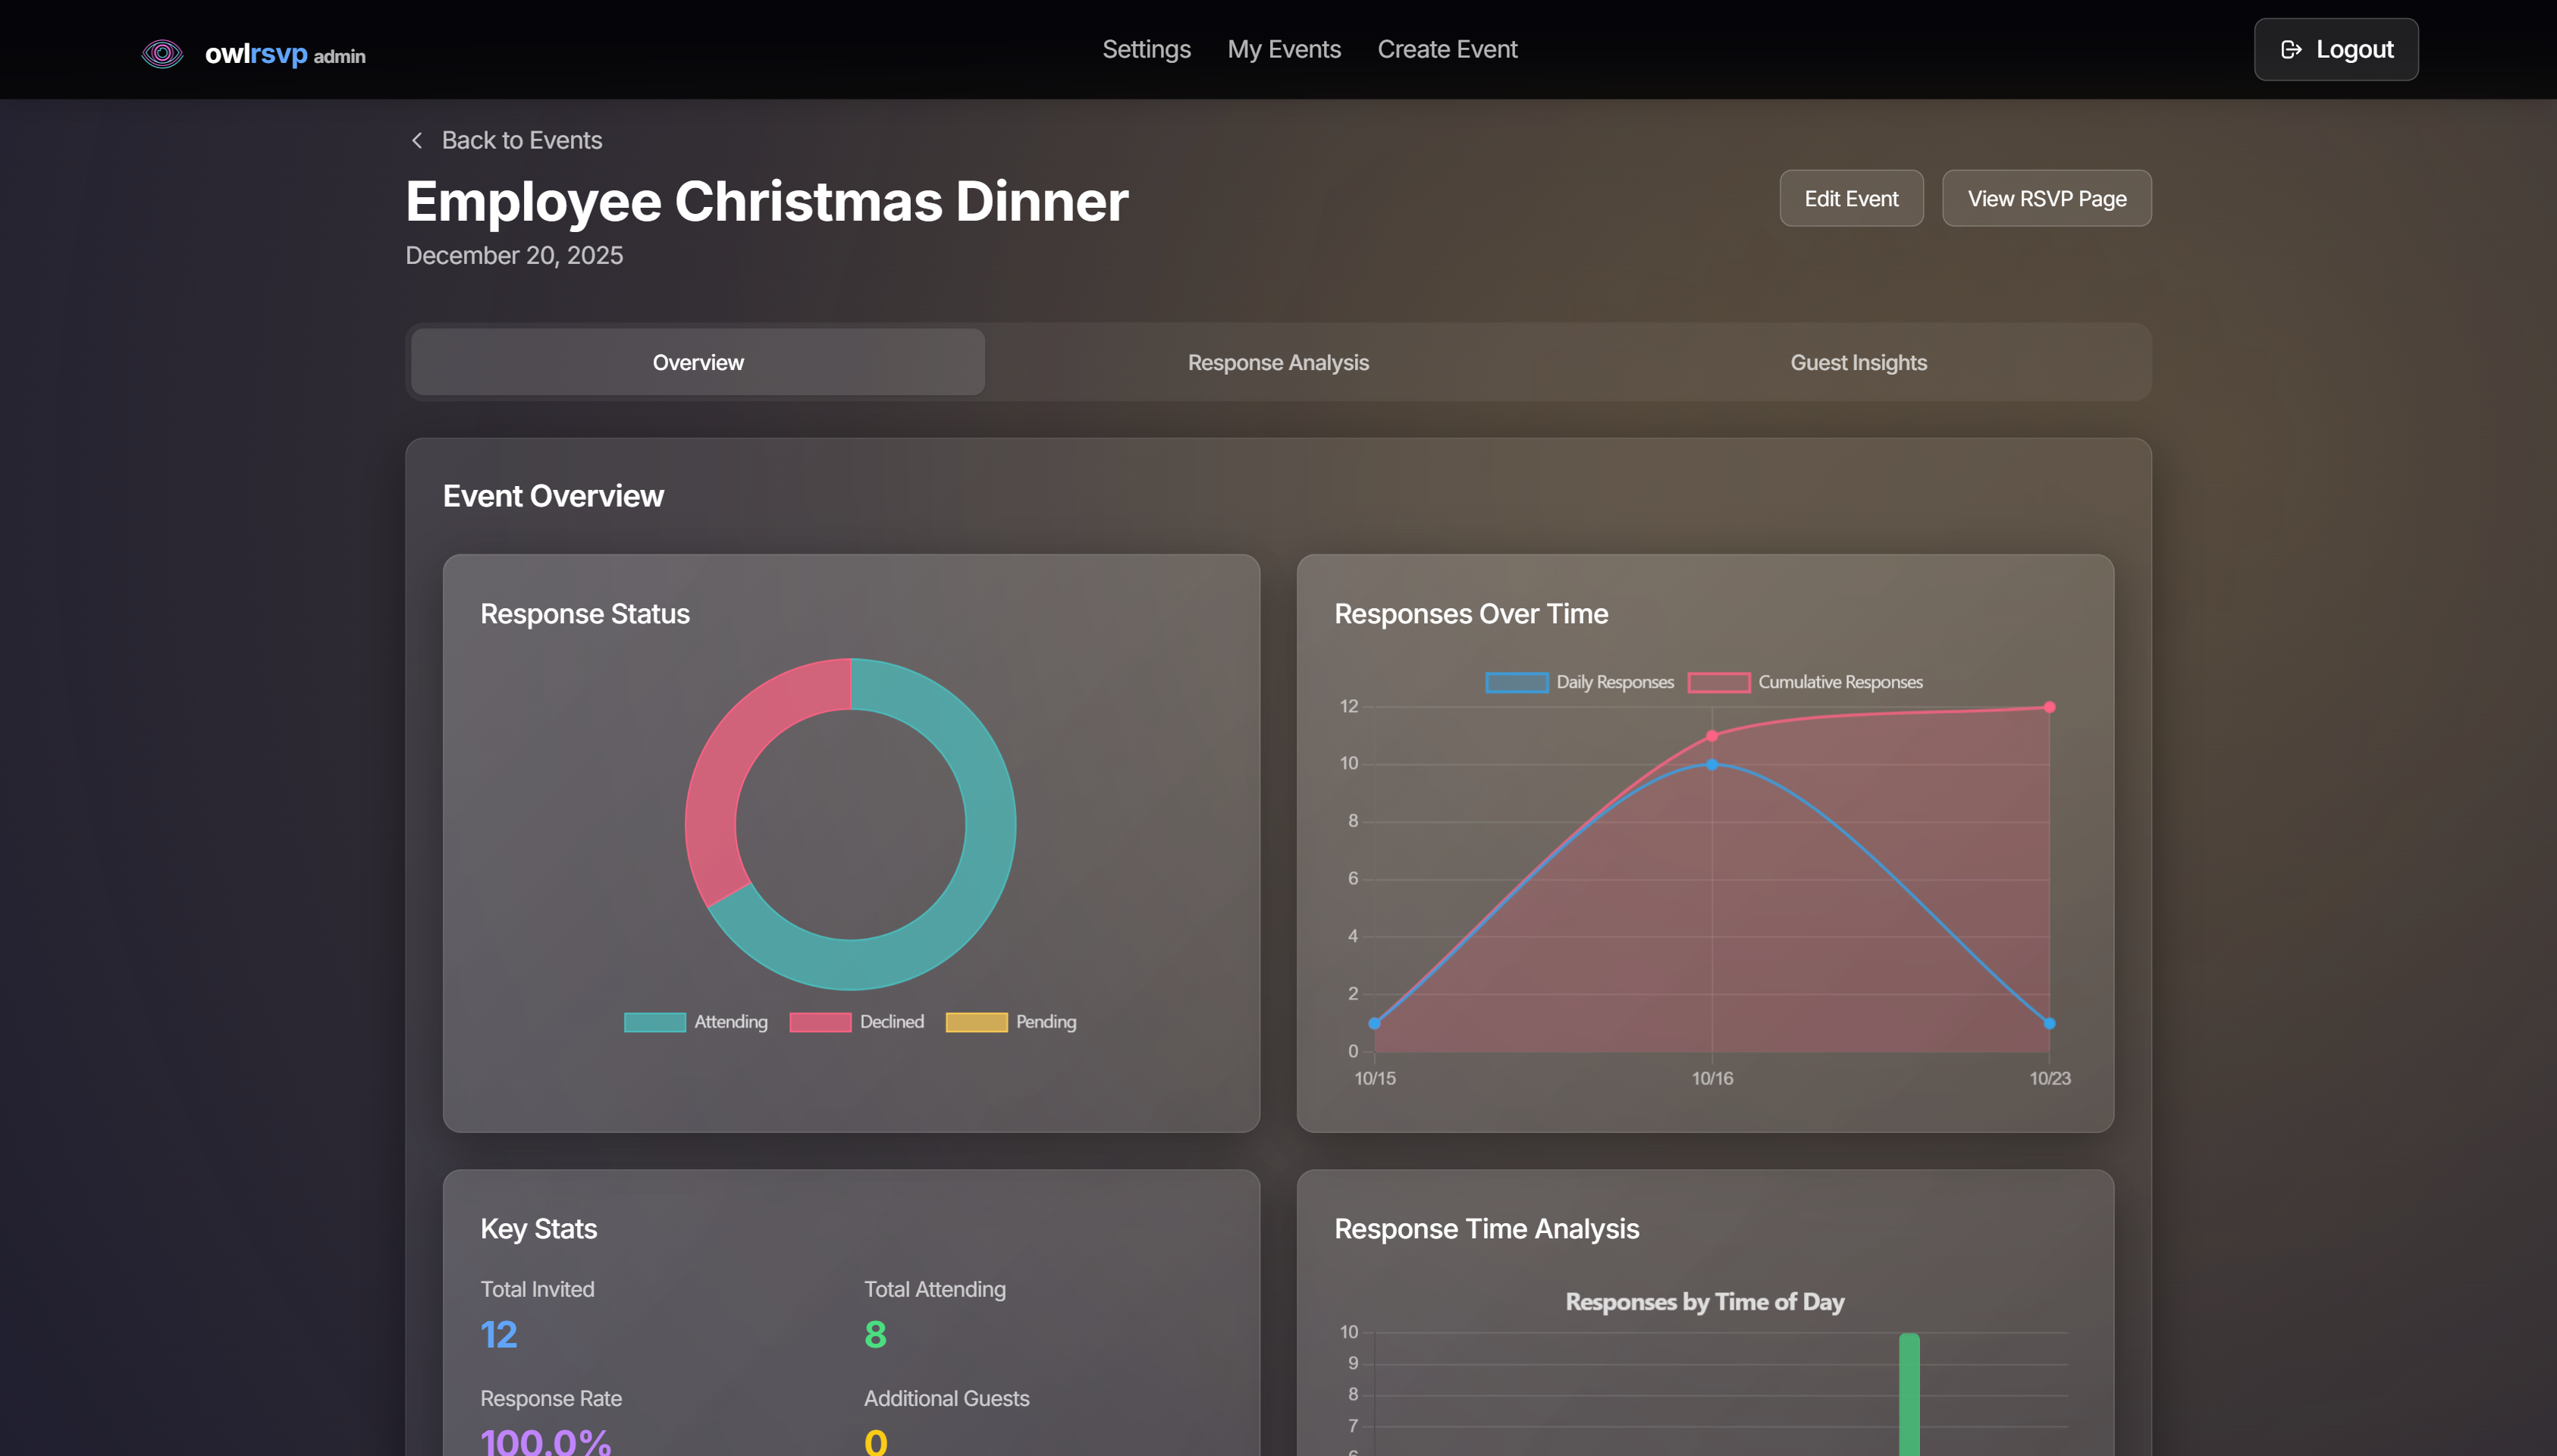 owlrsvp admin
Settings
My Events
Create Event
Logout
Back to Events
Employee Christmas Dinner
December 20, 2025
Edit Event
View RSVP Page
Overview
Response Analysis
Guest Insights
Event Overview
Response Status
Attending
Declined
Pending
Responses Over Time
Daily Responses
Cumulative Responses
12
10
8
6
4
2
0
10/15
10/16
10/23
Key Stats
Total Invited
12
Total Attending
8
Response Rate
100.0%
Additional Guests
0
Response Time Analysis
Responses by Time of Day
10
9
8
7
6